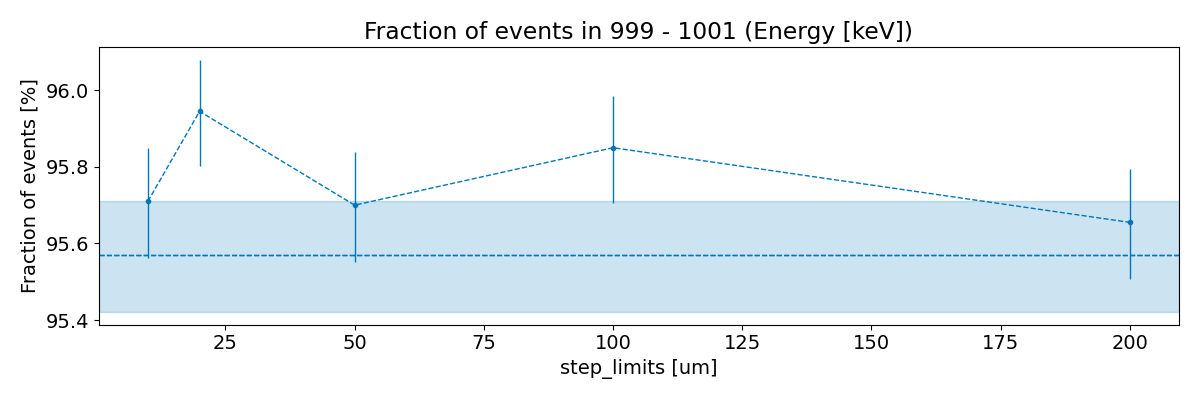 Fraction of events in 999 - 1001 (Energy [keV])
Fraction of events [%]
96.0
95.8
95.6
95.4
25 50 75 100 125 150 175 200
step_limits [um]